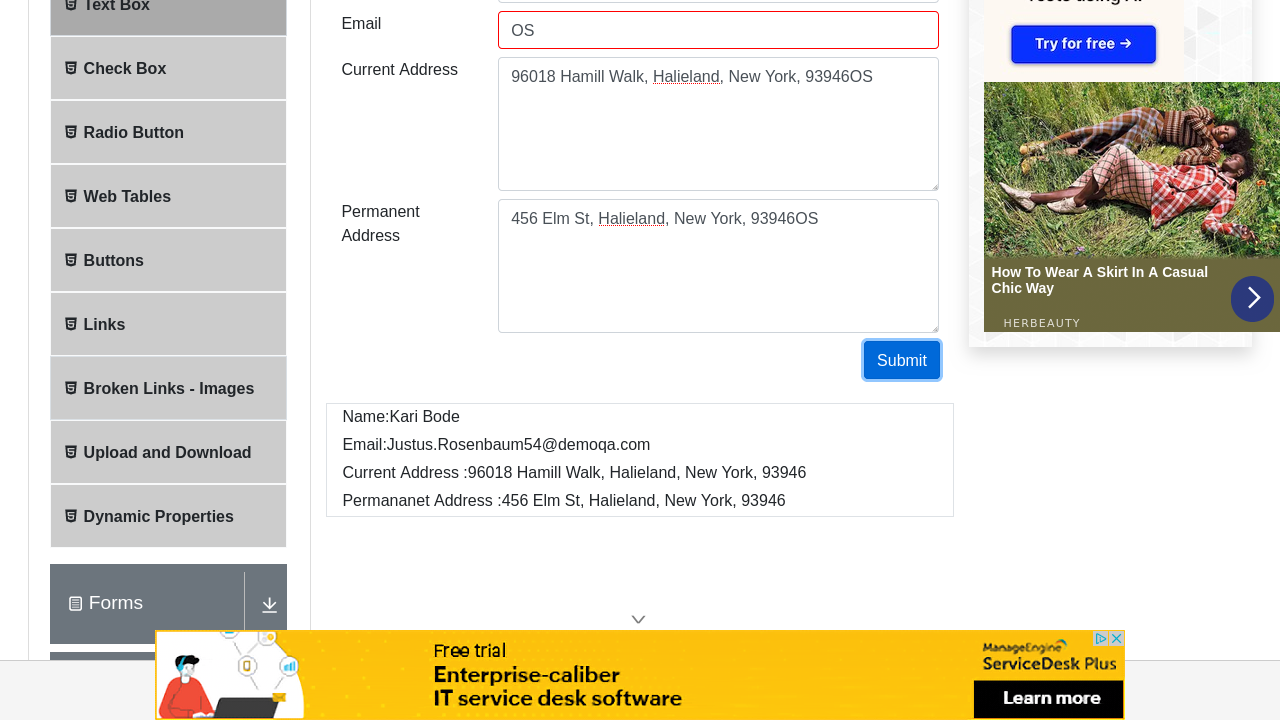 Text Box
Check Box
Radio Button
Web Tables
Buttons
Links
Broken Links - Images
Upload and Download
Dynamic Properties
Forms
Email
OS
Current Address
96018 Hamill Walk, Halieland, New York, 93946OS
Permanent
Address
456 Elm St, Halieland, New York, 93946OS
Submit
Name:Kari Bode
Email:Justus.Rosenbaum54@demoqa.com
Current Address :96018 Hamill Walk, Halieland, New York, 93946
Permananet Address :456 Elm St, Halieland, New York, 93946
Try for free →
How To Wear A Skirt In A Casual
Chic Way
HERBEAUTY
Free trial
Enterprise-caliber
IT service desk software
ManageEngine
ServiceDesk Plus
Learn more